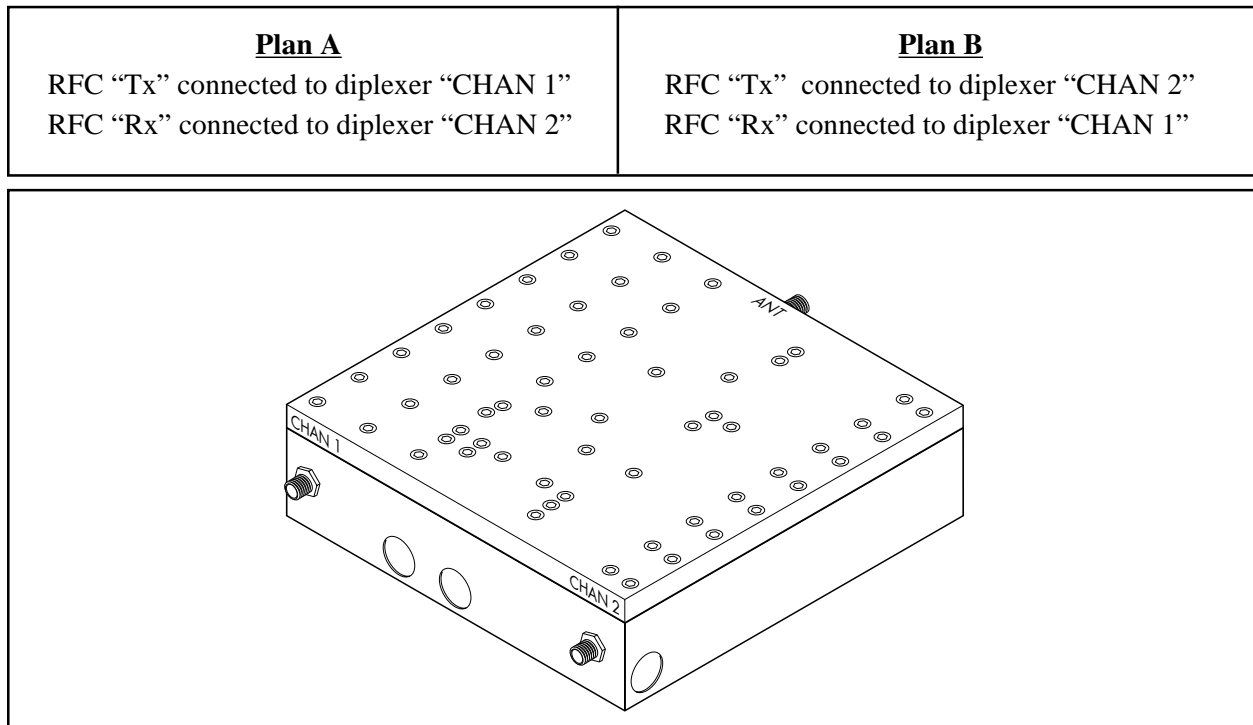 Plan A
RFC “Tx” connected to diplexer “CHAN 1”
RFC “Rx” connected to diplexer “CHAN 2”
Plan B
RFC “Tx” connected to diplexer “CHAN 2”
RFC “Rx” connected to diplexer “CHAN 1”
ANT
CHAN 1
CHAN 2